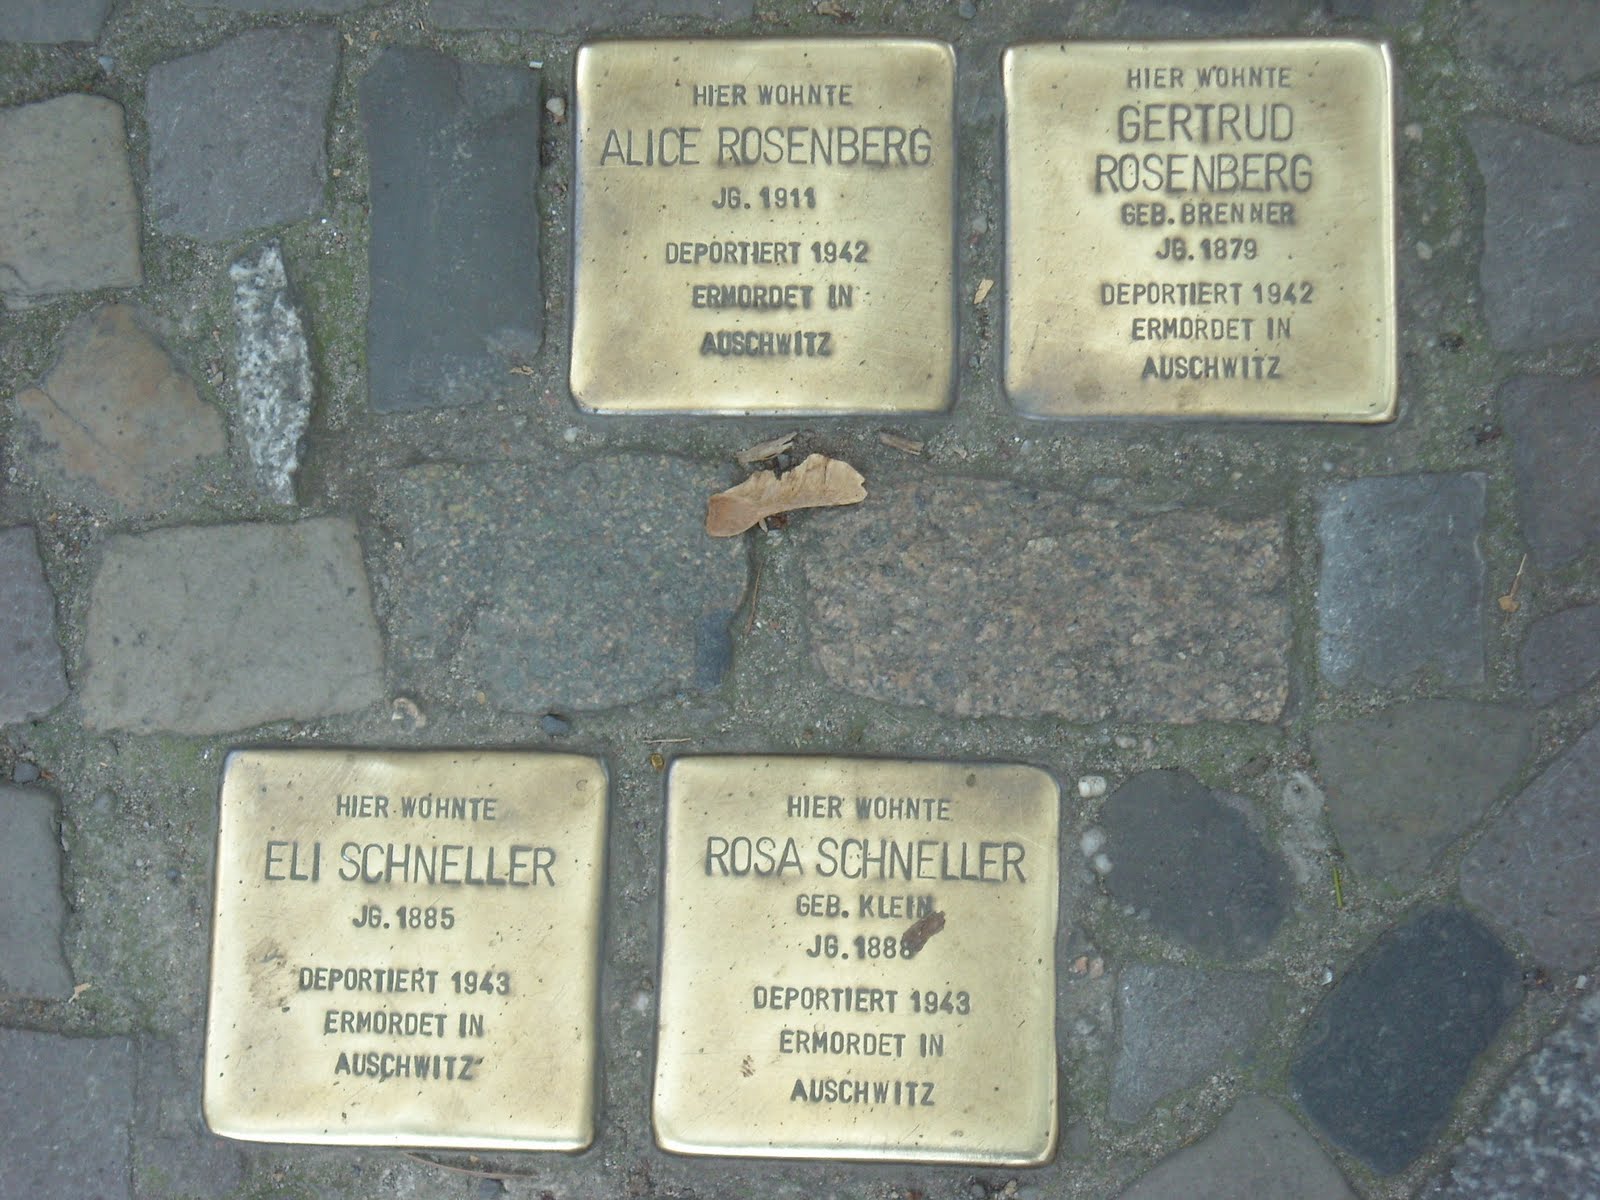 HIER WOHNTE
ALICE ROSENBERG
JG. 1911
DEPORTIERT 1942
ERMORDET IN
AUSCHWITZ
HIER WOHNTE
GERTRUD
ROSENBERG
GEB. BRENNER
JG. 1879
DEPORTIERT 1942
ERMORDET IN
AUSCHWITZ
HIER WOHNTE
ELI SCHNELLER
JG. 1885
DEPORTIERT 1943
ERMORDET IN
AUSCHWITZ
HIER WOHNTE
ROSA SCHNELLER
GEB. KLEIN
JG. 1888
DEPORTIERT 1943
ERMORDET IN
AUSCHWITZ